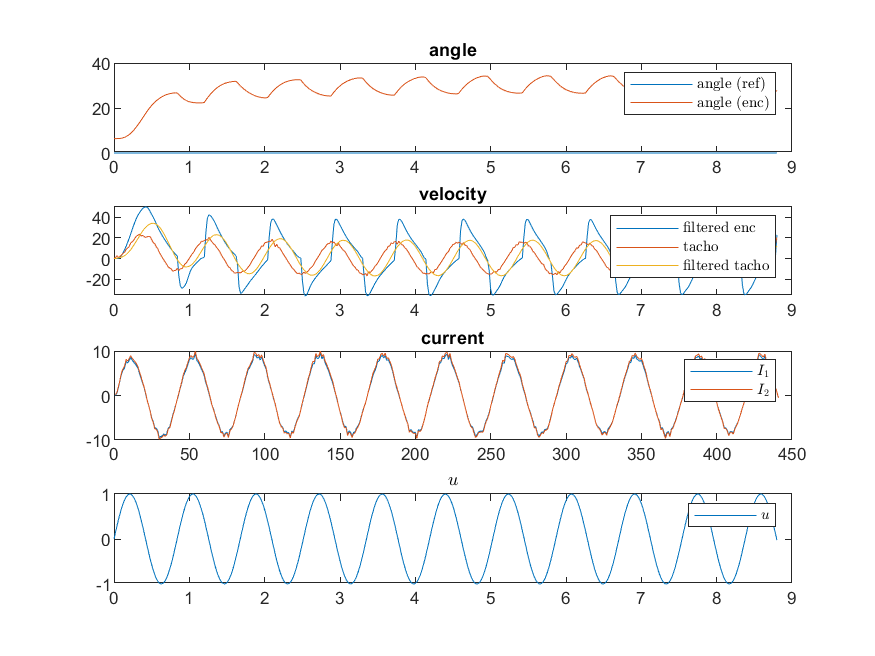 angle
40
20
0
0 1 2 3 4 5 6 7 8 9
angle (ref)
angle (enc)
velocity
40
20
0
-20
0 1 2 3 4 5 6 7 8 9
filtered enc
tacho
filtered tacho
current
10
0
-10
0 50 100 150 200 250 300 350 400 450
I₁
I₂
u
1
0
-1
0 1 2 3 4 5 6 7 8 9
u